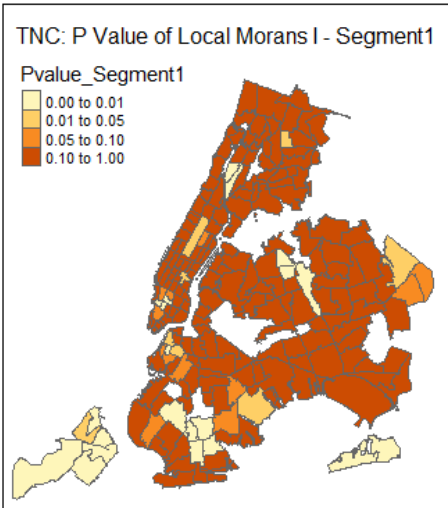 TNC: P Value of Local Morans I - Segment1
Pvalue_Segment1
0.00 to 0.01
0.01 to 0.05
0.05 to 0.10
0.10 to 1.00